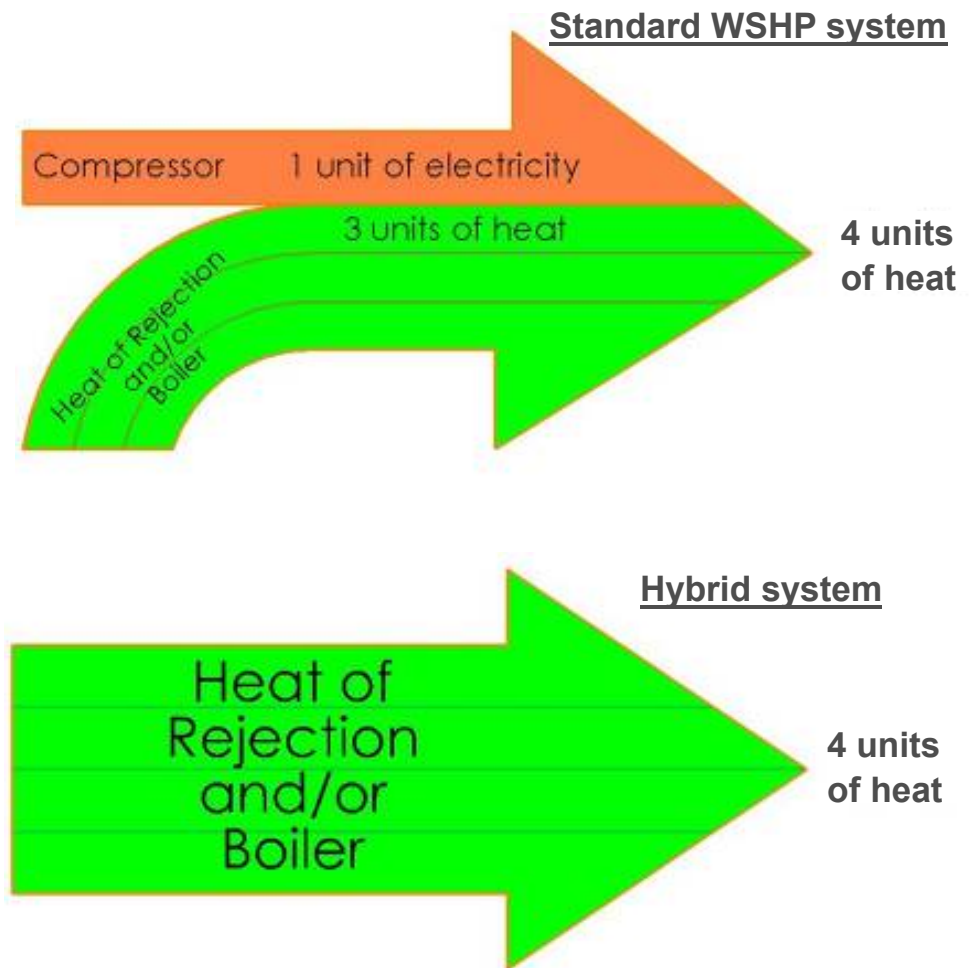 Standard WSHP system
Compressor 1 unit of electricity
3 units of heat
Heat of Rejection
and/or
Boiler
4 units
of heat
Hybrid system
Heat of
Rejection
and/or
Boiler
4 units
of heat